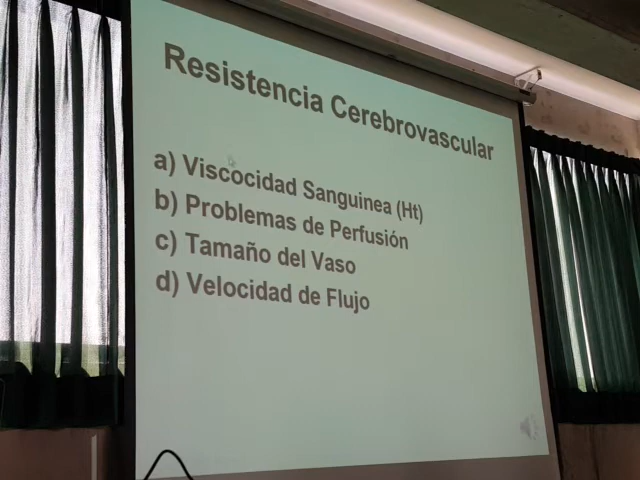 Resistencia Cerebrovascular
a) Viscocidad Sanguinea (Ht)
b) Problemas de Perfusión
c) Tamaño del Vaso
d) Velocidad de Flujo